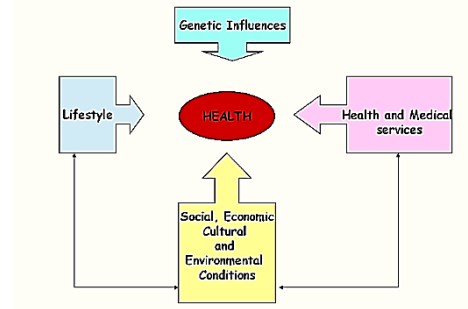 Genetic Influences
Lifestyle
HEALTH
Health and Medical
services
Social, Economic
Cultural
and
Environmental
Conditions